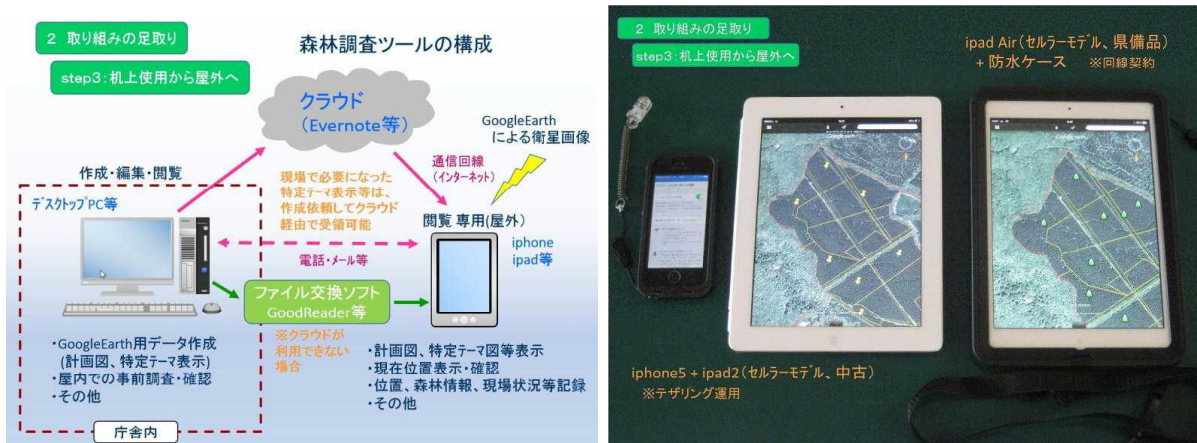 2 取り組みの足取り
step3:机上使用から屋外へ
森林調査ツールの構成
クラウド
(Evernote等)
GoogleEarth
による衛星画像
通信回線
(インターネット)
作成・編集・閲覧
デスクトップPC等
現場で必要になった
特定テーマ表示等は、
作成依頼してクラウド
経由で受領可能
閲覧 専用(屋外)
iphone
ipad等
電話・メール等
ファイル交換ソフト
GoodReader等
※クラウドが
利用できない
場合
・GoogleEarth用データ作成
(計画図、特定テーマ表示)
・屋内での事前調査・確認
・その他
・計画図、特定テーマ図等表示
・現在位置表示・確認
・位置、森林情報、現場状況等記録
・その他
庁舎内
2 取り組みの足取り
step3:机上使用から屋外へ
ipad Air(セルラーモデル、県備品)
+ 防水ケース ※回線契約
iphone5 + ipad2(セルラーモデル、中古)
※テザリング運用